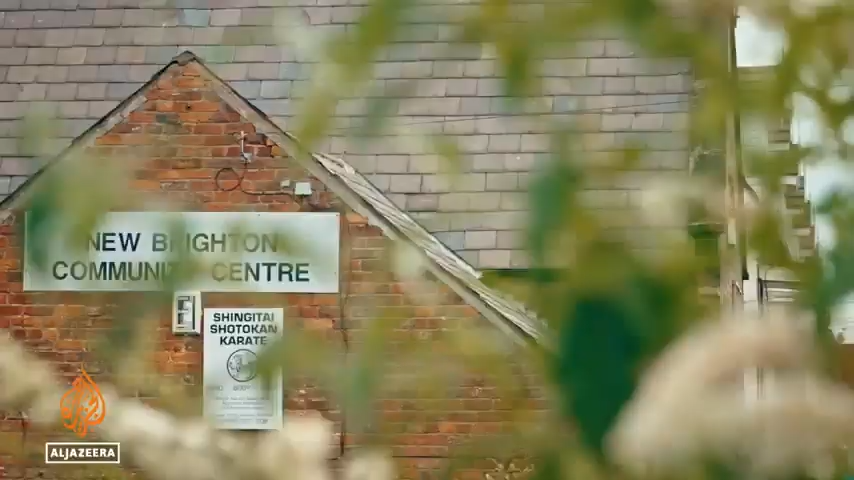 NEW BRIGHTON
COMMUNITY CENTRE
SHINGITAI
SHOTOKAN
KARATE
ALJAZEERA